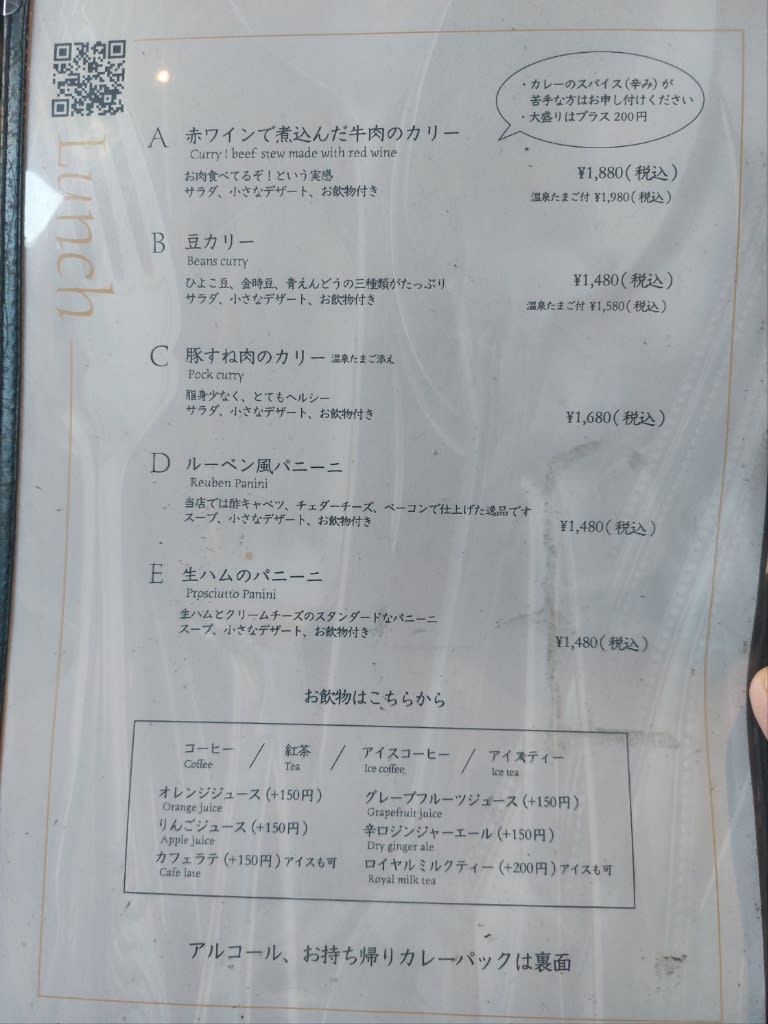 Lunch
・カレーのスパイス(辛み)が
苦手な方はお申し付けください
・大盛りはプラス200円
A 赤ワインで煮込んだ牛肉のカリー
Curry ! beef stew made with red wine
お肉食べてるぞ！という実感
¥1,880(税込)
サラダ、小さなデザート、お飲物付き
温泉たまご付 ¥1,980(税込)
B 豆カリー
Beans curry
ひよこ豆、金時豆、青えんどうの三種類がたっぷり
¥1,480(税込)
サラダ、小さなデザート、お飲物付き
温泉たまご付 ¥1,580(税込)
C 豚すね肉のカリー 温泉たまご添え
Pock curry
脂身少なく、とてもヘルシー
サラダ、小さなデザート、お飲物付き
¥1,680(税込)
D ルーベン風パニーニ
Reuben Panini
当店では酢キャベツ、チェダーチーズ、ベーコンで仕上げた逸品です
スープ、小さなデザート、お飲物付き
¥1,480(税込)
E 生ハムのパニーニ
Prosciutto Panini
生ハムとクリームチーズのスタンダードなパニーニ
スープ、小さなデザート、お飲物付き
¥1,480(税込)
お飲物はこちらから
コーヒー / 紅茶 / アイスコーヒー / アイスティー
Coffee Tea Ice coffee Ice tea
オレンジジュース (+150円) グレープフルーツジュース (+150円)
Orange juice Grapefruit juice
りんごジュース (+150円) 辛口ジンジャーエール (+150円)
Apple juice Dry ginger ale
カフェラテ (+150円) アイスも可 ロイヤルミルクティー (+200円) アイスも可
Cafe late Royal milk tea
アルコール、お持ち帰りカレーパックは裏面